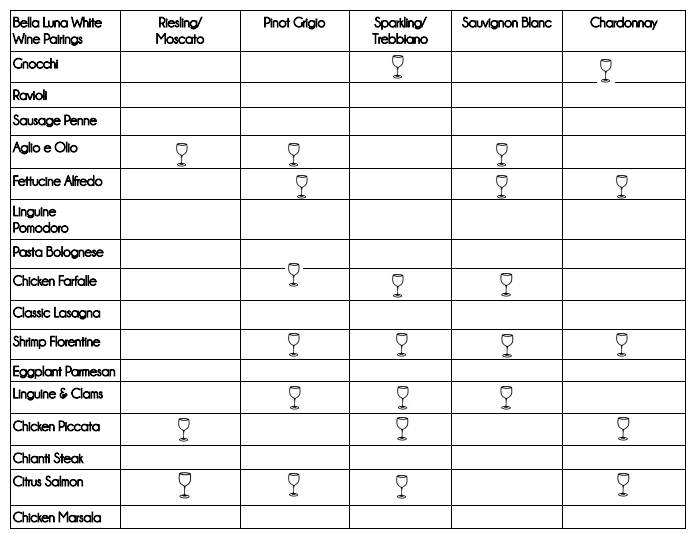 Bella Luna White
Wine Pairings
Riesling/
Moscato
Pinot Grigio
Sparkling/
Trebbiano
Sauvignon Blanc
Chardonnay
Gnocchi
Ravioli
Sausage Penne
Aglio e Olio
Fettucine Alfredo
Linguine
Pomodoro
Pasta Bolognese
Chicken Farfalle
Classic Lasagna
Shrimp Florentine
Eggplant Parmesan
Linguine & Clams
Chicken Piccata
Chianti Steak
Citrus Salmon
Chicken Marsala